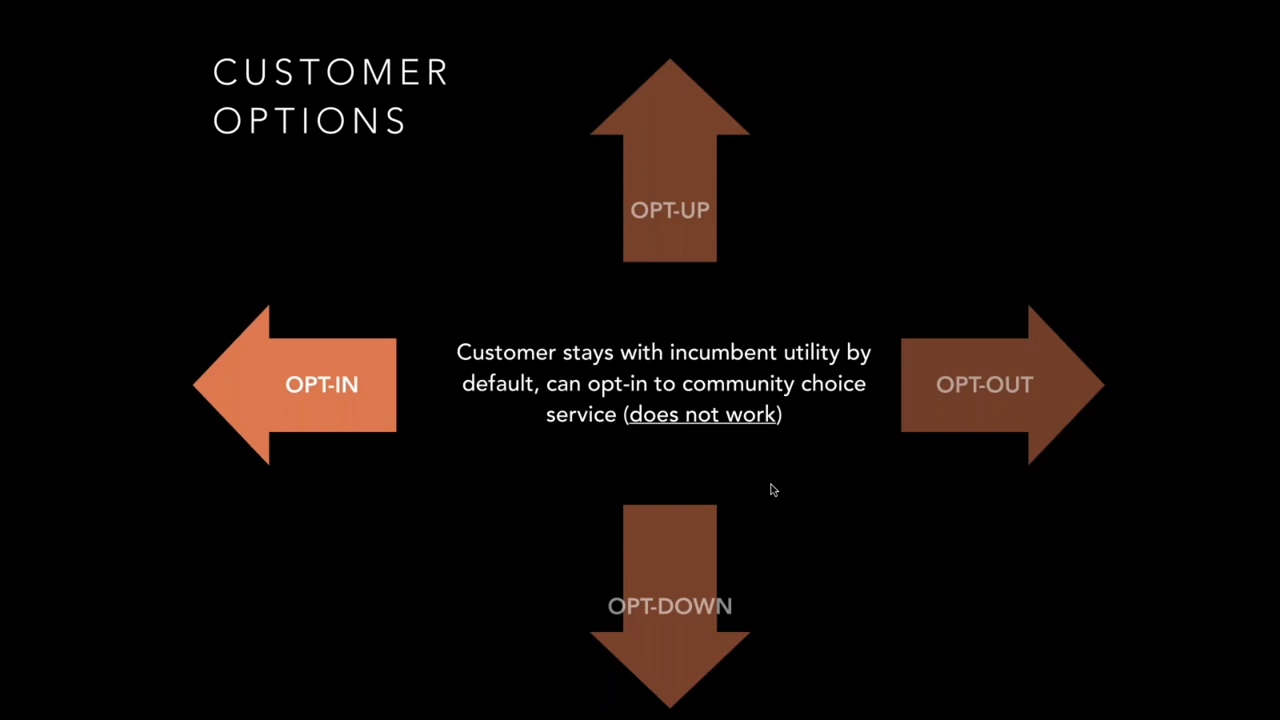 CUSTOMER
OPTIONS
OPT-UP
OPT-IN
Customer stays with incumbent utility by
default, can opt-in to community choice
service (does not work)
OPT-OUT
OPT-DOWN